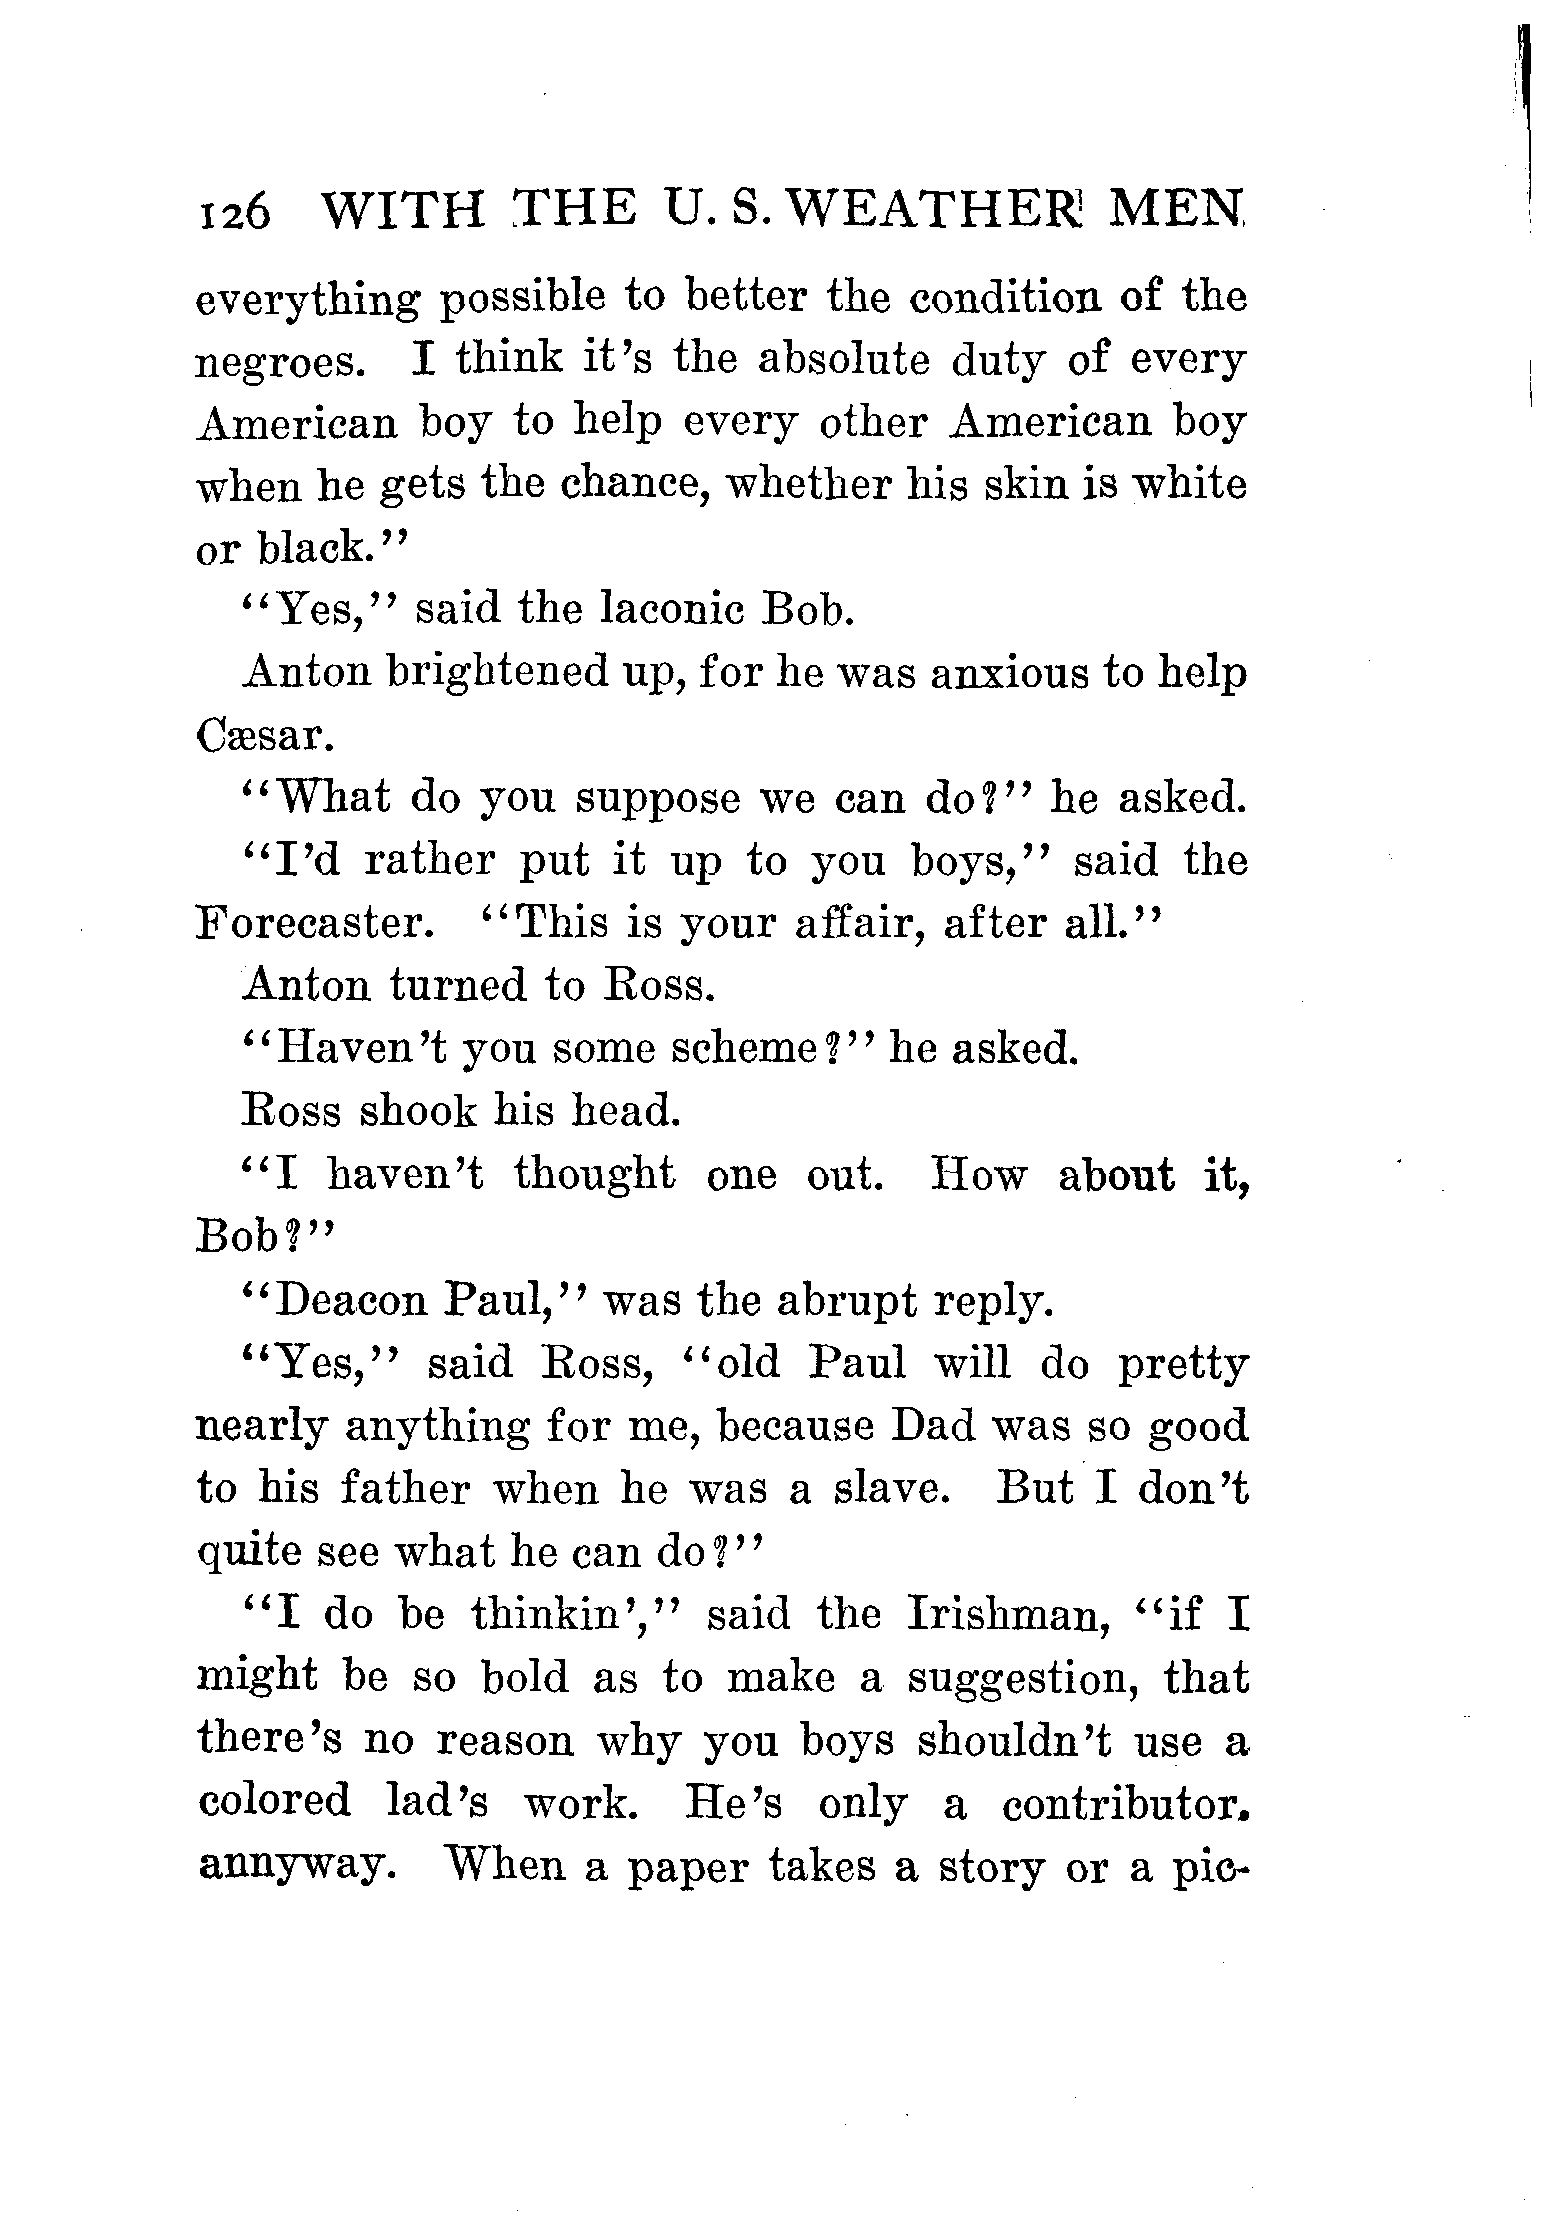 126 WITH THE U. S. WEATHER MEN
everything possible to better the condition of the
negroes. I think it's the absolute duty of every
American boy to help every other American boy
when he gets the chance, whether his skin is white
or black."
"Yes," said the laconic Bob.
Anton brightened up, for he was anxious to help
Cæsar.
"What do you suppose we can do?" he asked.
"I'd rather put it up to you boys," said the
Forecaster. "This is your affair, after all."
Anton turned to Ross.
"Haven't you some scheme?" he asked.
Ross shook his head.
"I haven't thought one out. How about it,
Bob?"
"Deacon Paul," was the abrupt reply.
"Yes," said Ross, "old Paul will do pretty
nearly anything for me, because Dad was so good
to his father when he was a slave. But I don't
quite see what he can do?"
"I do be thinkin'," said the Irishman, "if I
might be so bold as to make a suggestion, that
there's no reason why you boys shouldn't use a
colored lad's work. He's only a contributor.
annyway. When a paper takes a story or a pic-